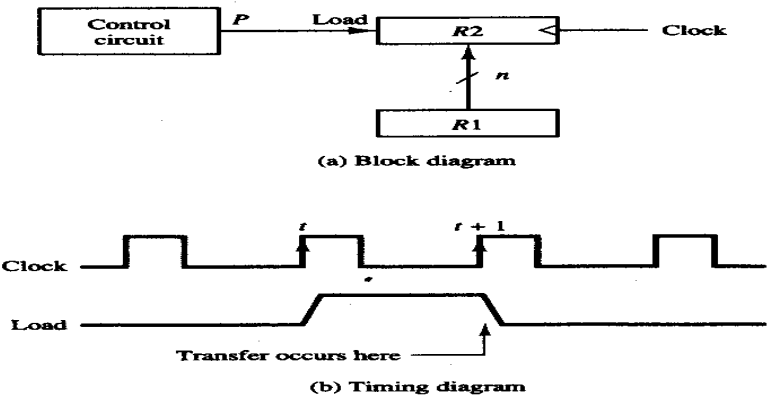 Control
circuit
P
Load
R2
Clock
n
R1
(a) Block diagram
t
t + 1
Clock
Load
Transfer occurs here
(b) Timing diagram